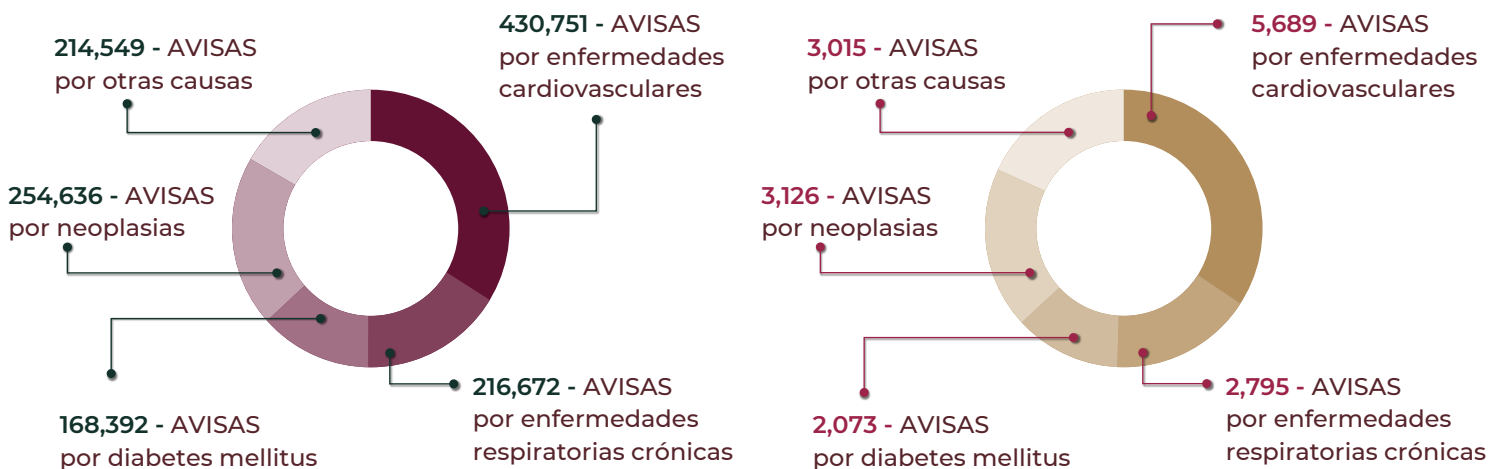 430,751 - AVISAS
por enfermedades
cardiovasculares
214,549 - AVISAS
por otras causas
254,636 - AVISAS
por neoplasias
168,392 - AVISAS
por diabetes mellitus
216,672 - AVISAS
por enfermedades
respiratorias crónicas
5,689 - AVISAS
por enfermedades
cardiovasculares
3,015 - AVISAS
por otras causas
3,126 - AVISAS
por neoplasias
2,073 - AVISAS
por diabetes mellitus
2,795 - AVISAS
por enfermedades
respiratorias crónicas